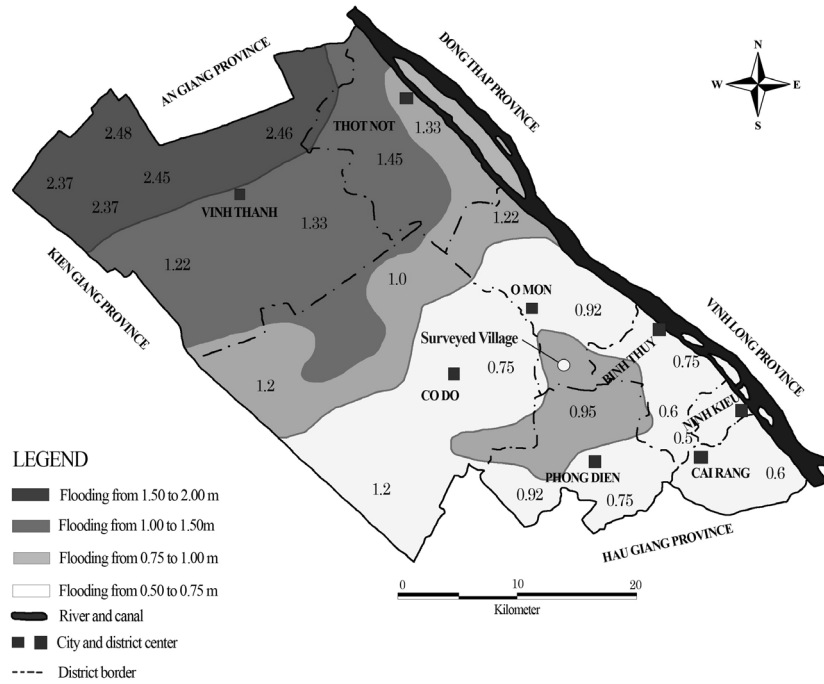 AN GIANG PROVINCE
DONG THAP PROVINCE
N
W
E
S
THOT NOT
1.33
2.48
2.46
1.45
2.37
2.45
2.37
VINH THANH
1.33
1.22
1.22
KIEN GIANG PROVINCE
1.0
O MON
0.92
VINH LONG PROVINCE
Surveyed Village
BINH THUY
0.75
0.75
CO DO
1.2
0.95
0.6
NINH KIEU
0.5
PHONG DIEN
CAI RANG
0.6
1.2
0.92
0.75
HAU GIANG PROVINCE
LEGEND
Flooding from 1.50 to 2.00 m
Flooding from 1.00 to 1.50m
Flooding from 0.75 to 1.00 m
Flooding from 0.50 to 0.75 m
River and canal
City and district center
District border
0 10 20
Kilometer